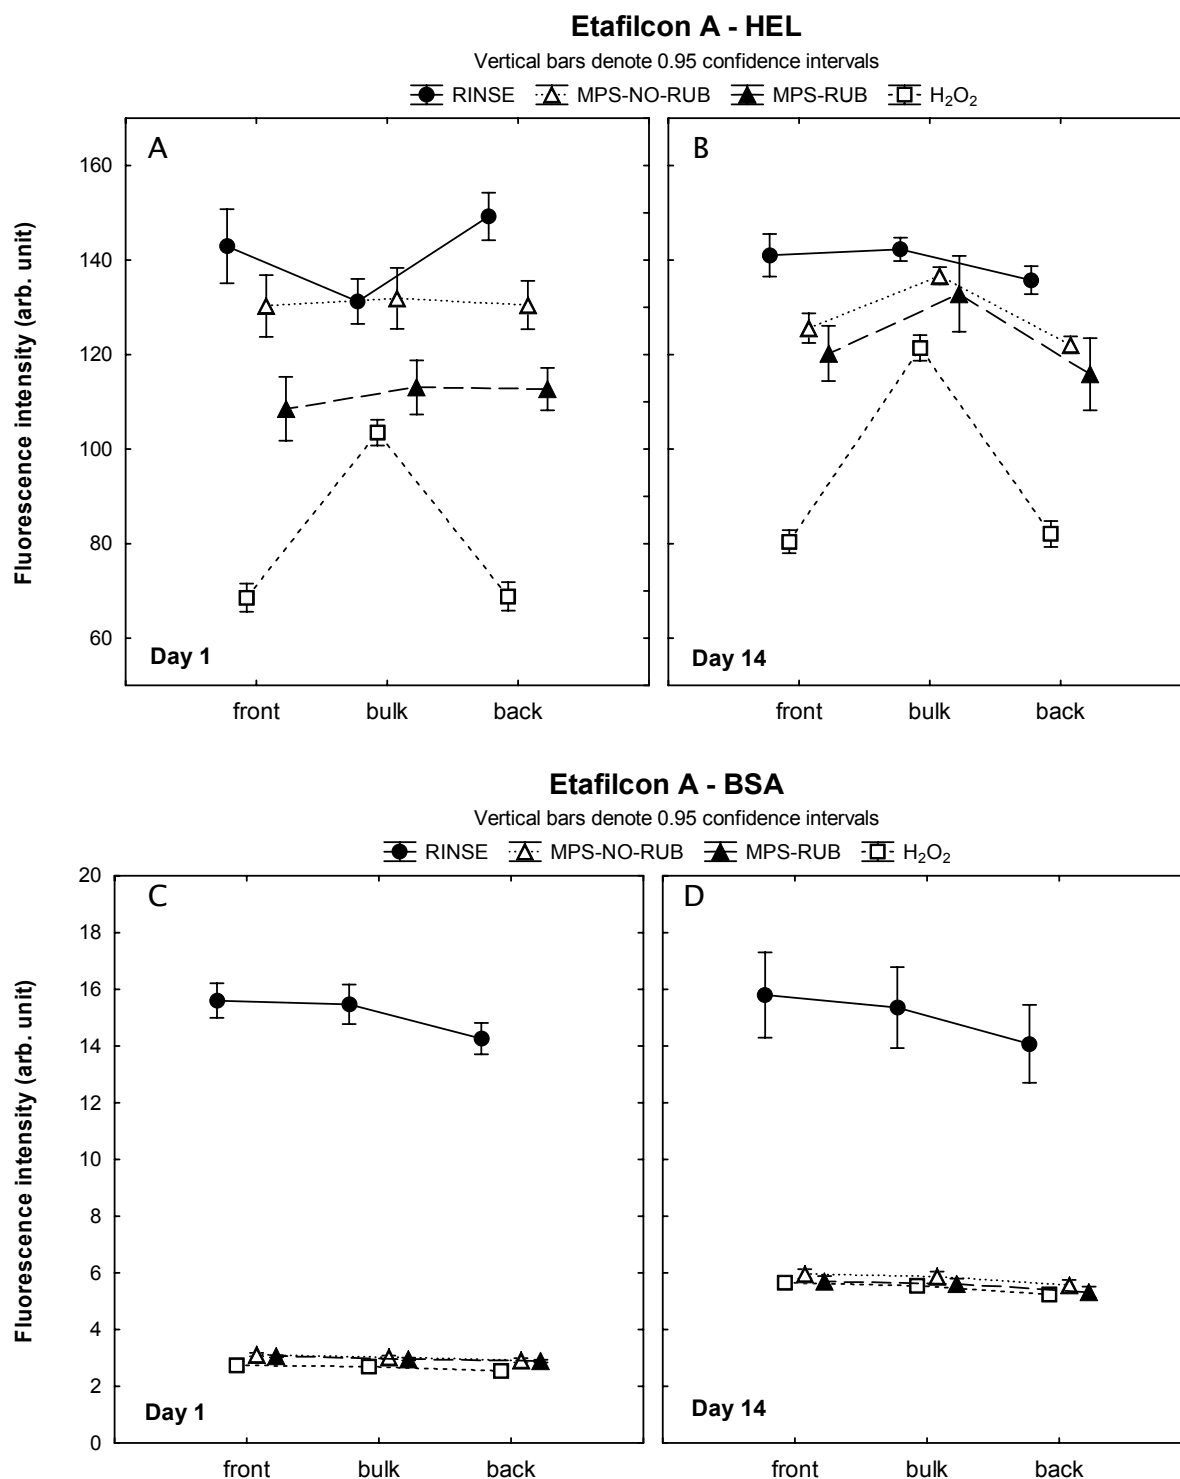 Etafilcon A - HEL
Vertical bars denote 0.95 confidence intervals
RINSE MPS-NO-RUB MPS-RUB H₂O₂
A B
160
140
120
100
80
60
Fluorescence intensity (arb. unit)
Day 1 Day 14
front bulk back front bulk back
Etafilcon A - BSA
Vertical bars denote 0.95 confidence intervals
RINSE MPS-NO-RUB MPS-RUB H₂O₂
C D
20
18
16
14
12
10
8
6
4
2
0
Fluorescence intensity (arb. unit)
Day 1 Day 14
front bulk back front bulk back